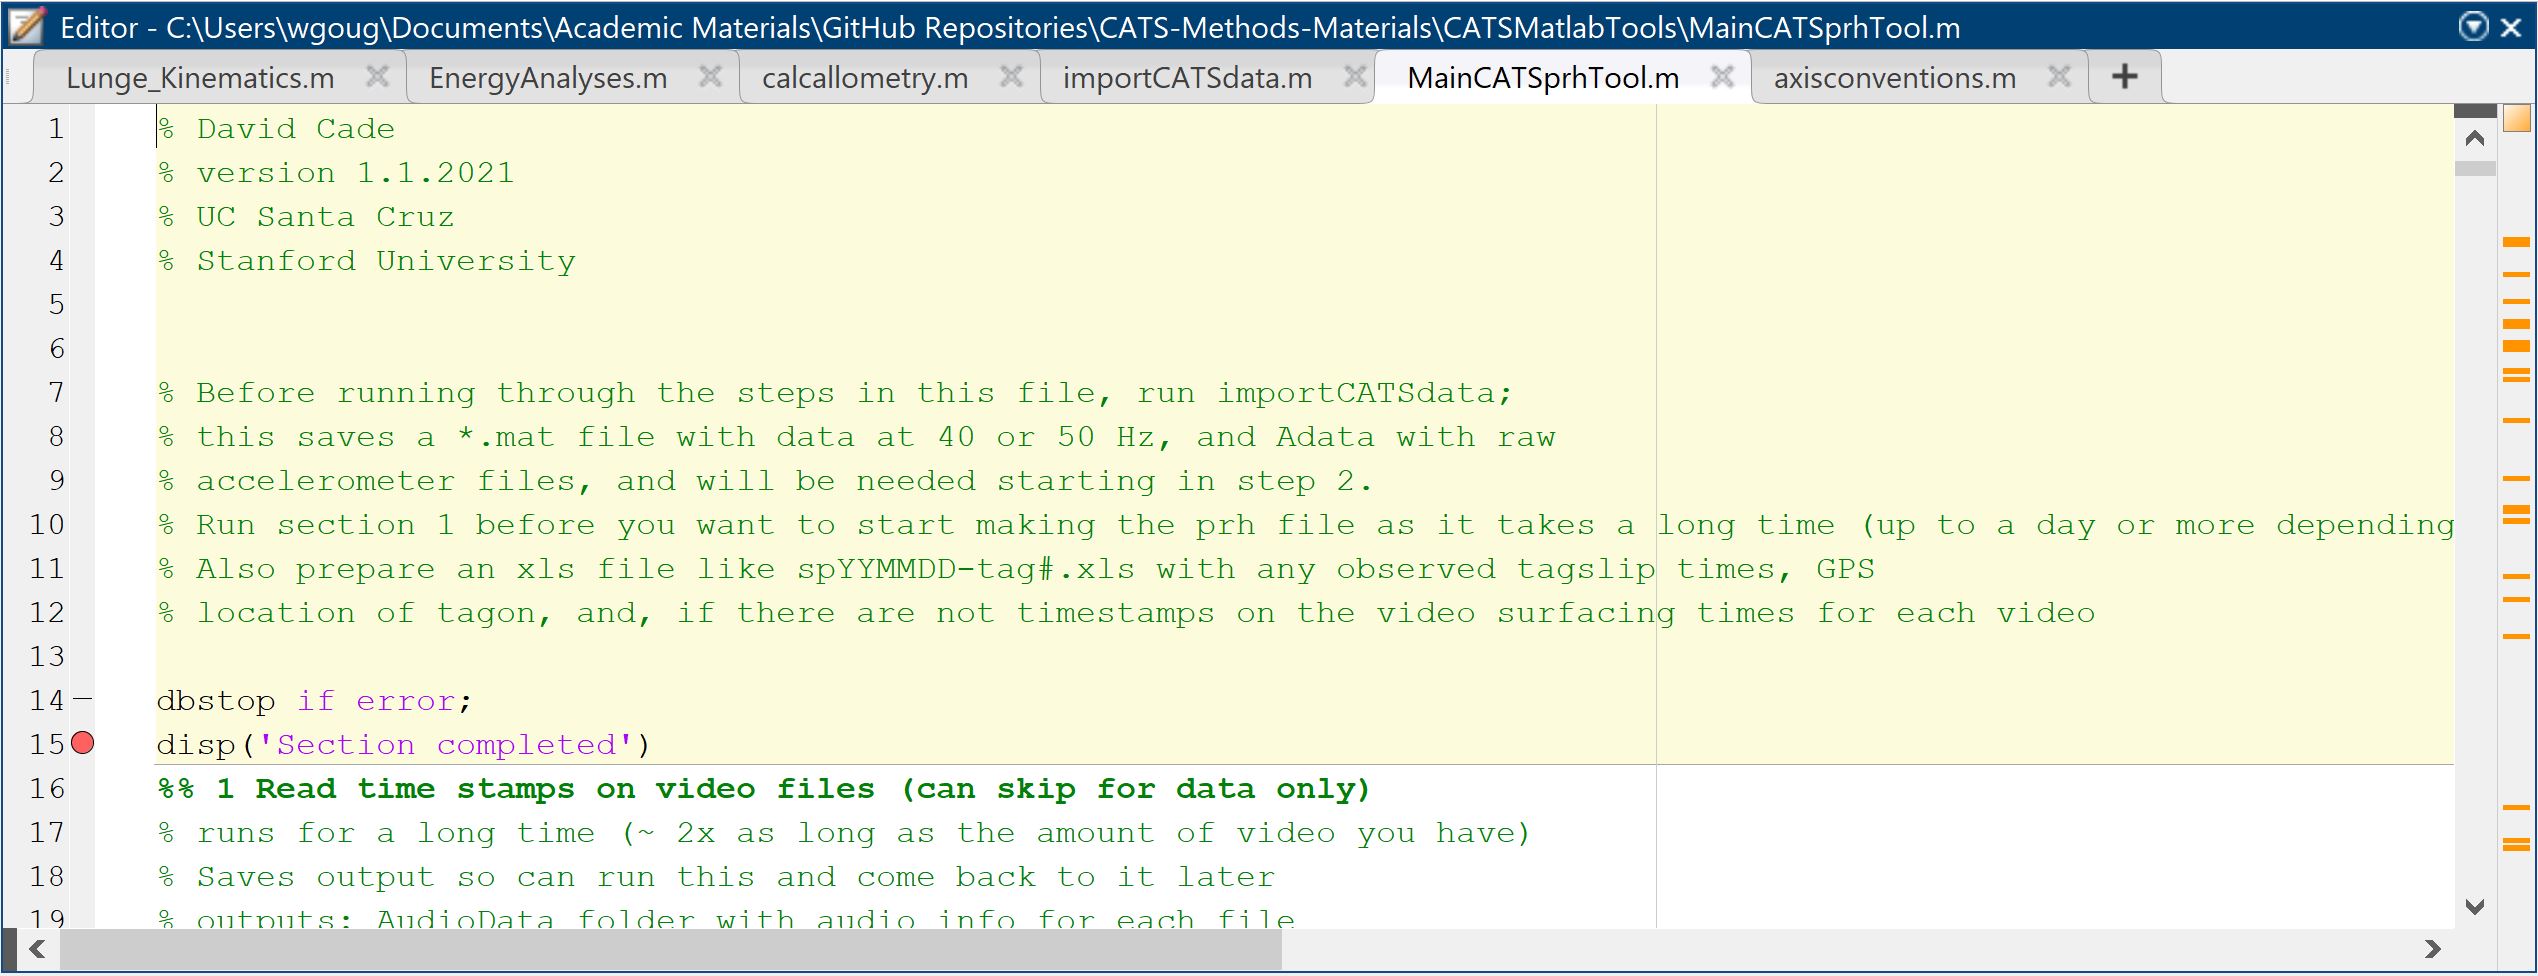 Editor - C:\Users\wgoug\Documents\Academic Materials\GitHub Repositories\CATS-Methods-Materials\CATSMatlabTools\MainCATSprhTool.m
Lunge_Kinematics.m EnergyAnalyses.m calcallometry.m importCATSdata.m MainCATSprhTool.m axisconventions.m +
1 % David Cade
2 % version 1.1.2021
3 % UC Santa Cruz
4 % Stanford University
5
6
7 % Before running through the steps in this file, run importCATSdata;
8 % this saves a *.mat file with data at 40 or 50 Hz, and Adata with raw
9 % accelerometer files, and will be needed starting in step 2.
10 % Run section 1 before you want to start making the prh file as it takes a long time (up to a day or more depending
11 % Also prepare an xls file like spYYMMDD-tag#.xls with any observed tagslip times, GPS
12 % location of tagon, and, if there are not timestamps on the video surfacing times for each video
13
14 dbstop if error;
15 disp('Section completed')
16 %% 1 Read time stamps on video files (can skip for data only)
17 % runs for a long time (~ 2x as long as the amount of video you have)
18 % Saves output so can run this and come back to it later
19 % outputs: AudioData folder with audio info for each file